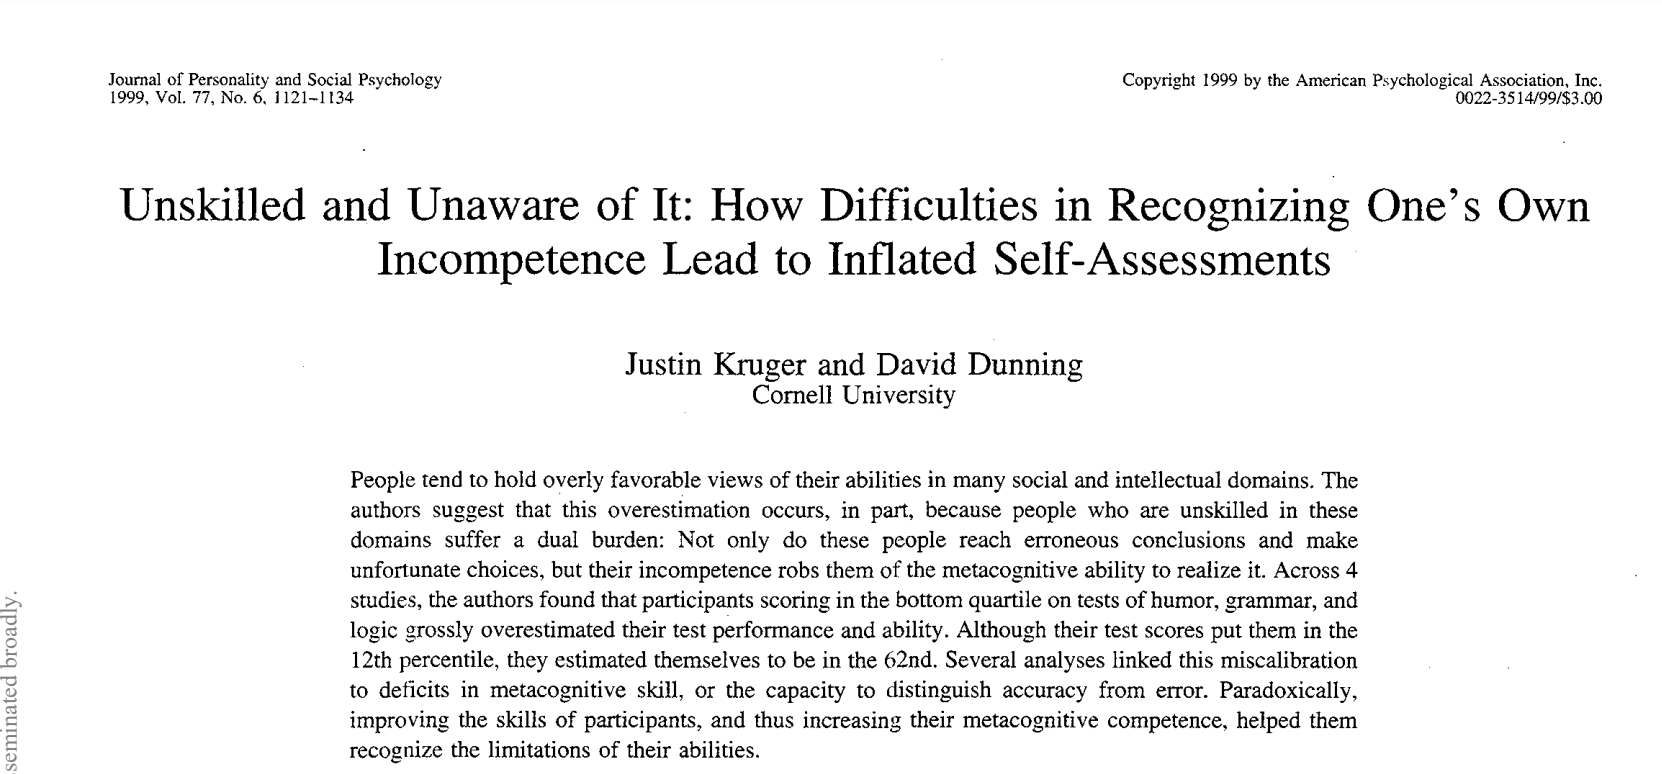 Journal of Personality and Social Psychology
1999, Vol. 77, No. 6, 1121-1134
Copyright 1999 by the American Psychological Association, Inc.
0022-3514/99/$3.00
Unskilled and Unaware of It: How Difficulties in Recognizing One's Own
Incompetence Lead to Inflated Self-Assessments
Justin Kruger and David Dunning
Cornell University
People tend to hold overly favorable views of their abilities in many social and intellectual domains. The
authors suggest that this overestimation occurs, in part, because people who are unskilled in these
domains suffer a dual burden: Not only do these people reach erroneous conclusions and make
unfortunate choices, but their incompetence robs them of the metacognitive ability to realize it. Across 4
studies, the authors found that participants scoring in the bottom quartile on tests of humor, grammar, and
logic grossly overestimated their test performance and ability. Although their test scores put them in the
12th percentile, they estimated themselves to be in the 62nd. Several analyses linked this miscalibration
to deficits in metacognitive skill, or the capacity to distinguish accuracy from error. Paradoxically,
improving the skills of participants, and thus increasing their metacognitive competence, helped them
recognize the limitations of their abilities.
seminated broadly.